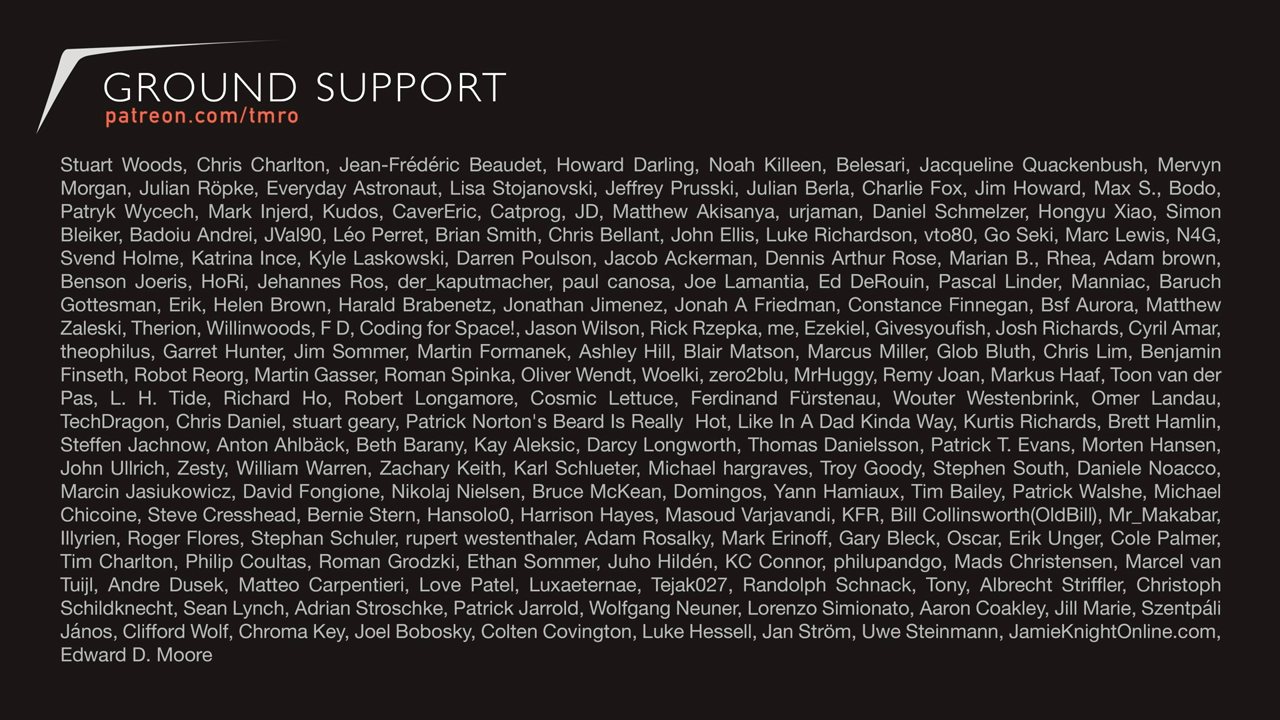 GROUND SUPPORT
patreon.com/tmro
Stuart Woods, Chris Charlton, Jean-Frédéric Beaudet, Howard Darling, Noah Killeen, Belesari, Jacqueline Quackenbush, Mervyn
Morgan, Julian Röpke, Everyday Astronaut, Lisa Stojanovski, Jeffrey Prusski, Julian Berla, Charlie Fox, Jim Howard, Max S., Bodo,
Patryk Wycech, Mark Injerd, Kudos, CaverEric, Catprog, JD, Matthew Akisanya, urjaman, Daniel Schmelzer, Hongyu Xiao, Simon
Bleiker, Badoiu Andrei, JVal90, Léo Perret, Brian Smith, Chris Bellant, John Ellis, Luke Richardson, vto80, Go Seki, Marc Lewis, N4G,
Svend Holme, Katrina Ince, Kyle Laskowski, Darren Poulson, Jacob Ackerman, Dennis Arthur Rose, Marian B., Rhea, Adam brown,
Benson Joeris, HoRi, Jehannes Ros, der_kaputmacher, paul canosa, Joe Lamantia, Ed DeRouin, Pascal Linder, Manniac, Baruch
Gottesman, Erik, Helen Brown, Harald Brabenetz, Jonathan Jimenez, Jonah A Friedman, Constance Finnegan, Bsf Aurora, Matthew
Zaleski, Therion, Willinwoods, F D, Coding for Space!, Jason Wilson, Rick Rzepka, me, Ezekiel, Givesyoufish, Josh Richards, Cyril Amar,
theophilus, Garret Hunter, Jim Sommer, Martin Formanek, Ashley Hill, Blair Matson, Marcus Miller, Glob Bluth, Chris Lim, Benjamin
Finseth, Robot Reorg, Martin Gasser, Roman Spinka, Oliver Wendt, Woelki, zero2blu, MrHuggy, Remy Joan, Markus Haaf, Toon van der
Pas, L. H. Tide, Richard Ho, Robert Longamore, Cosmic Lettuce, Ferdinand Fürstenau, Wouter Westenbrink, Omer Landau,
TechDragon, Chris Daniel, stuart geary, Patrick Norton's Beard Is Really  Hot, Like In A Dad Kinda Way, Kurtis Richards, Brett Hamlin,
Steffen Jachnow, Anton Ahlbäck, Beth Barany, Kay Aleksic, Darcy Longworth, Thomas Danielsson, Patrick T. Evans, Morten Hansen,
John Ullrich, Zesty, William Warren, Zachary Keith, Karl Schlueter, Michael hargraves, Troy Goody, Stephen South, Daniele Noacco,
Marcin Jasiukowicz, David Fongione, Nikolaj Nielsen, Bruce McKean, Domingos, Yann Hamiaux, Tim Bailey, Patrick Walshe, Michael
Chicoine, Steve Cresshead, Bernie Stern, Hansolo0, Harrison Hayes, Masoud Varjavandi, KFR, Bill Collinsworth(OldBill), Mr_Makabar,
Illyrien, Roger Flores, Stephan Schuler, rupert westenthaler, Adam Rosalky, Mark Erinoff, Gary Bleck, Oscar, Erik Unger, Cole Palmer,
Tim Charlton, Philip Coultas, Roman Grodzki, Ethan Sommer, Juho Hildén, KC Connor, philupandgo, Mads Christensen, Marcel van
Tuijl, Andre Dusek, Matteo Carpentieri, Love Patel, Luxaeternae, Tejak027, Randolph Schnack, Tony, Albrecht Striffler, Christoph
Schildknecht, Sean Lynch, Adrian Stroschke, Patrick Jarrold, Wolfgang Neuner, Lorenzo Simionato, Aaron Coakley, Jill Marie, Szentpáli
János, Clifford Wolf, Chroma Key, Joel Bobosky, Colten Covington, Luke Hessell, Jan Ström, Uwe Steinmann, JamieKnightOnline.com,
Edward D. Moore